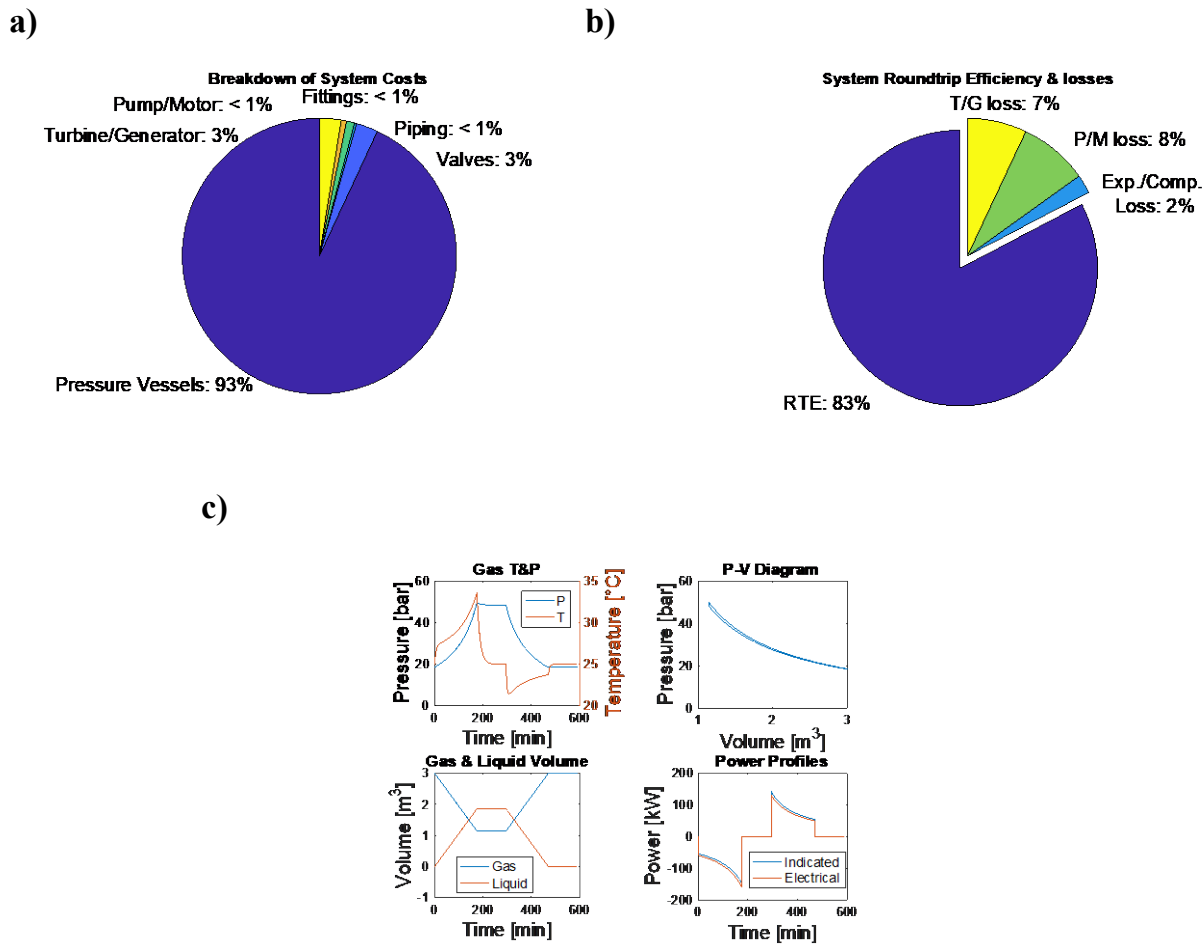 a)
b)
Breakdown of System Costs
Fittings: < 1%
Pump/Motor: < 1%
Turbine/Generator: 3%
Piping: < 1%
Valves: 3%
Pressure Vessels: 93%
System Roundtrip Efficiency & losses
T/G loss: 7%
P/M loss: 8%
Exp./Comp.
Loss: 2%
RTE: 83%
c)
Gas T&P
Pressure [bar]
60
40
20
0
P
T
35
30
25
20
Temperature [°C]
0 200 400 600
Time [min]
P-V Diagram
Pressure [bar]
60
40
20
0
1 2 3
Volume [m³]
Gas & Liquid Volume
Volume [m³]
3
2
1
0
-1
Gas
Liquid
0 200 400 600
Time [min]
Power Profiles
Power [kW]
200
100
0
-100
-200
Indicated
Electrical
0 200 400 600
Time [min]